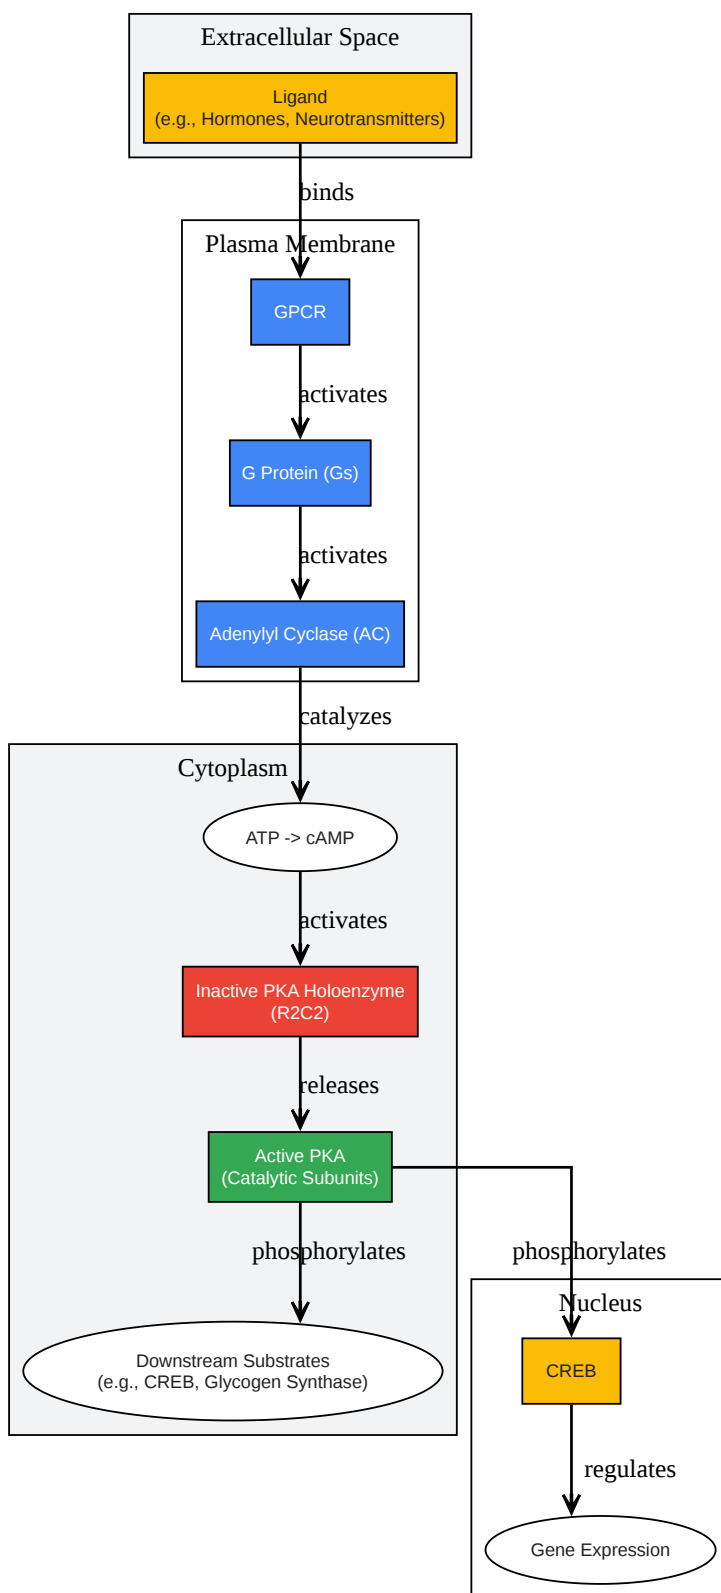 Extracellular Space
Ligand
(e.g., Hormones, Neurotransmitters)
binds
Plasma Membrane
GPCR
activates
G Protein (Gs)
activates
Adenylyl Cyclase (AC)
catalyzes
Cytoplasm
ATP -> cAMP
activates
Inactive PKA Holoenzyme
(R2C2)
releases
Active PKA
(Catalytic Subunits)
phosphorylates
phosphorylates
Nucleus
Downstream Substrates
(e.g., CREB, Glycogen Synthase)
CREB
regulates
Gene Expression